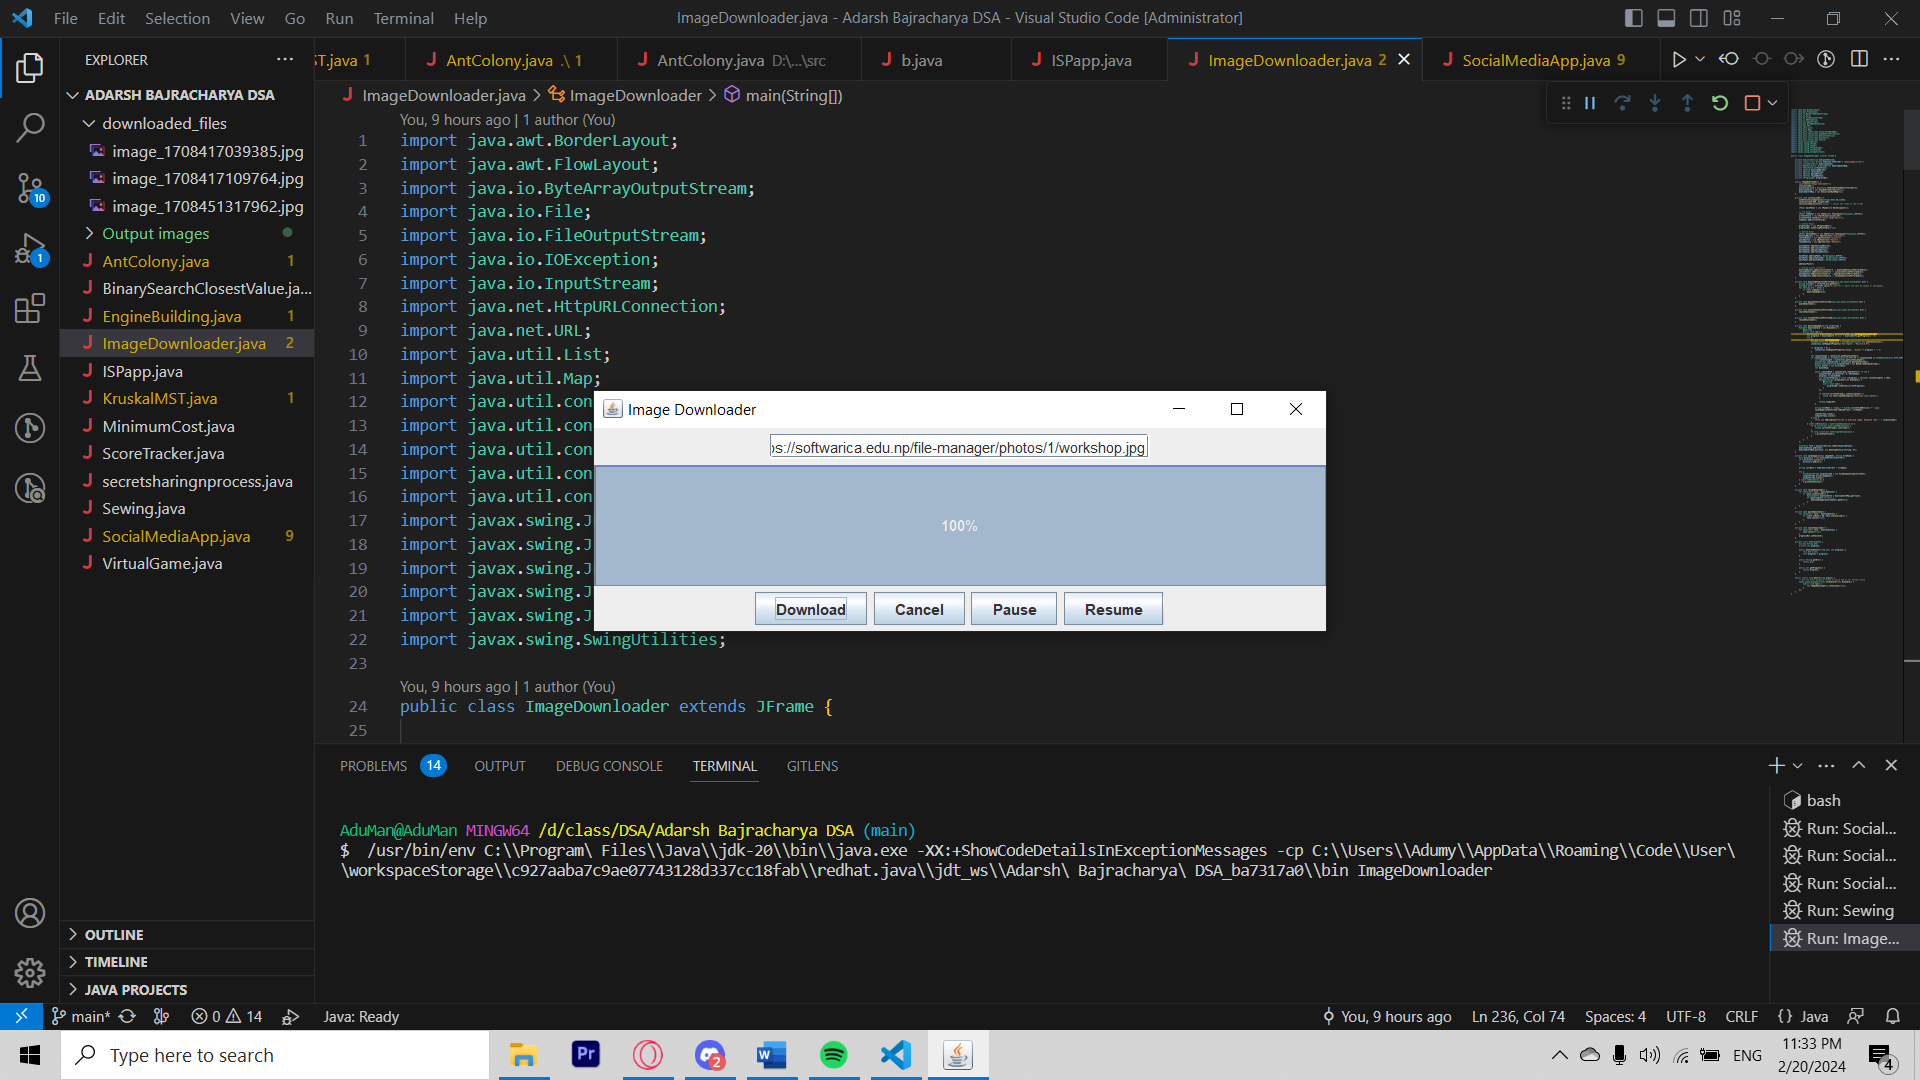 File Edit Selection View Go Run Terminal Help
ImageDownloader.java - Adarsh Bajracharya DSA - Visual Studio Code [Administrator]
EXPLORER
ST.java 1
AntColony.java .\ 1
AntColony.java D:\...\src
b.java
ISPapp.java
ImageDownloader.java 2
SocialMediaApp.java 9
ADARSH BAJRACHARYA DSA
downloaded_files
image_1708417039385.jpg
image_1708417109764.jpg
image_1708451317962.jpg
Output images
AntColony.java 1
BinarySearchClosestValue.ja...
EngineBuilding.java 1
ImageDownloader.java 2
ISPapp.java
KruskalMST.java 1
MinimumCost.java
ScoreTracker.java
secretsharingnprocess.java
Sewing.java
SocialMediaApp.java 9
VirtualGame.java
OUTLINE
TIMELINE
JAVA PROJECTS
10
1
ImageDownloader.java > ImageDownloader > main(String[])
You, 9 hours ago | 1 author (You)
1 import java.awt.BorderLayout;
2 import java.awt.FlowLayout;
3 import java.io.ByteArrayOutputStream;
4 import java.io.File;
5 import java.io.FileOutputStream;
6 import java.io.IOException;
7 import java.io.InputStream;
8 import java.net.HttpURLConnection;
9 import java.net.URL;
10 import java.util.List;
11 import java.util.Map;
12 import java.util.con
13 import java.util.con
14 import java.util.con
15 import java.util.con
16 import java.util.con
17 import javax.swing.J
18 import javax.swing.J
19 import javax.swing.J
20 import javax.swing.J
21 import javax.swing.J
22 import javax.swing.SwingUtilities;
23
You, 9 hours ago | 1 author (You)
24 public class ImageDownloader extends JFrame {
25
Image Downloader
os://softwarica.edu.np/file-manager/photos/1/workshop.jpg
100%
Download Cancel Pause Resume
PROBLEMS 14 OUTPUT DEBUG CONSOLE TERMINAL GITLENS
AduMan@AduMan MINGW64 /d/class/DSA/Adarsh Bajracharya DSA (main)
$ /usr/bin/env C:\\Program\ Files\\Java\\jdk-20\\bin\\java.exe -XX:+ShowCodeDetailsInExceptionMessages -cp C:\\Users\\Adumy\\AppData\\Roaming\\Code\\User\
\workspaceStorage\\c927aaba7c9ae07743128d337cc18fab\\redhat.java\\jdt_ws\\Adarsh\ Bajracharya\ DSA_ba7317a0\\bin ImageDownloader
bash
Run: Social...
Run: Social...
Run: Social...
Run: Sewing
Run: Image...
main* 0 14 Java: Ready
You, 9 hours ago Ln 236, Col 74 Spaces: 4 UTF-8 CRLF {} Java
Type here to search
Pr
2
W
ENG
11:33 PM
2/20/2024
4